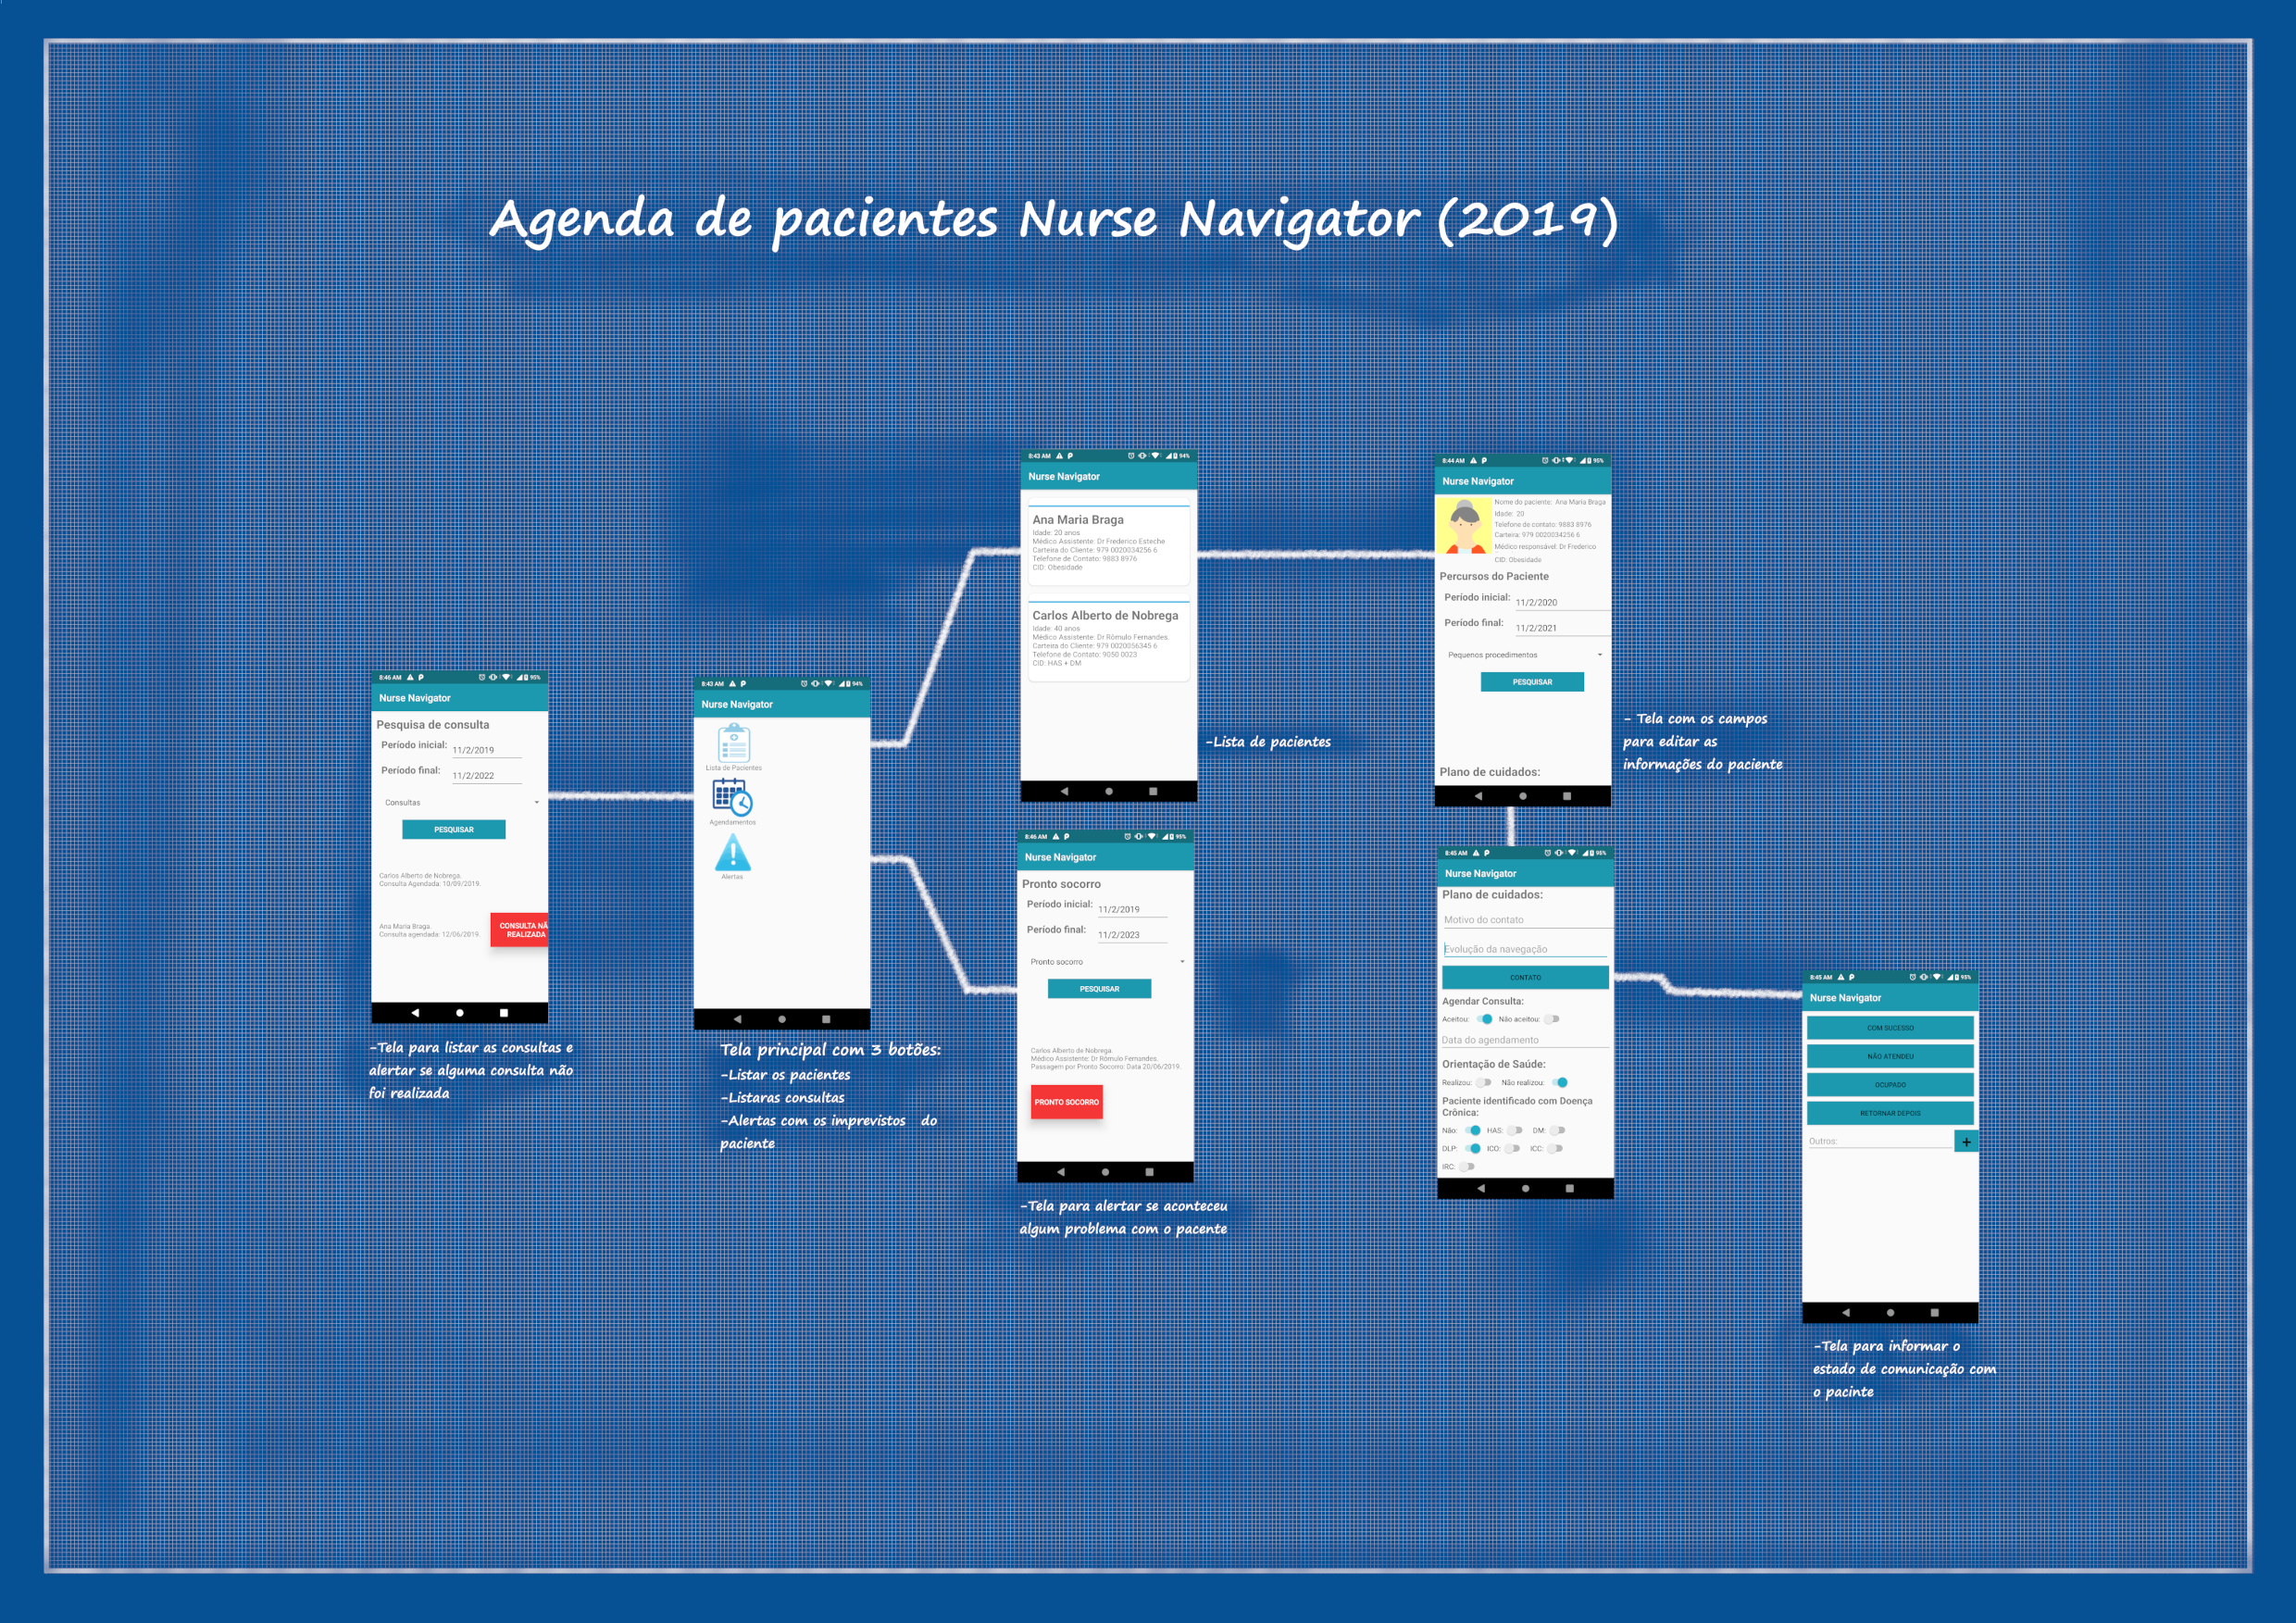 Agenda de pacientes Nurse Navigator (2019)
8:46 AM
95%
Nurse Navigator
Pesquisa de consulta
Período inicial: 11/2/2019
Período final: 11/2/2022
Consultas
PESQUISAR
Carlos Alberto de Nobrega.
Consulta Agendada: 10/09/2019.
Ana Maria Braga.
Consulta agendada: 12/06/2019.
CONSULTA NÃ
REALIZADA
-Tela para listar as consultas e
alertar se alguma consulta não
foi realizada
8:43 AM
94%
Nurse Navigator
Lista de Pacientes
Agendamentos
Alertas
Tela principal com 3 botões:
-Listar os pacientes
-Listaras consultas
-Alertas com os imprevistos do
paciente
8:43 AM
94%
Nurse Navigator
Ana Maria Braga
Idade: 20 anos
Médico Assistente: Dr Frederico Esteche
Carteira do Cliente: 979 0020034256 6
Telefone de Contato: 9883 8976
CID: Obesidade
Carlos Alberto de Nobrega
Idade: 40 anos
Médico Assistente: Dr Rômulo Fernandes.
Carteira do Cliente: 979 0020056345 6
Telefone de Contato: 9050 0023
CID: HAS + DM
-Lista de pacientes
8:46 AM
95%
Nurse Navigator
Pronto socorro
Período inicial: 11/2/2019
Período final: 11/2/2023
Pronto socorro
PESQUISAR
Carlos Alberto de Nobrega.
Médico Assistente: Dr Rômulo Fernandes.
Passagem por Pronto Socorro: Data 20/06/2019.
PRONTO SOCORRO
-Tela para alertar se aconteceu
algum problema com o pacente
8:44 AM
95%
Nurse Navigator
Nome do paciente: Ana Maria Braga
Idade: 20
Telefone de contato: 9883 8976
Carteira: 979 0020034256 6
Médico responsável: Dr Frederico
CID: Obesidade
Percursos do Paciente
Período inicial: 11/2/2020
Período final: 11/2/2021
Pequenos procedimentos
PESQUISAR
Plano de cuidados:
- Tela com os campos
para editar as
informações do paciente
8:45 AM
95%
Nurse Navigator
Plano de cuidados:
Motivo do contato
Evolução da navegação
CONTATO
Agendar Consulta:
Aceitou: Não aceitou:
Data do agendamento
Orientação de Saúde:
Realizou: Não realizou:
Paciente identificado com Doença
Crônica:
Não: HAS: DM:
DLP: ICO: ICC:
IRC:
8:45 AM
95%
Nurse Navigator
COM SUCESSO
NÃO ATENDEU
OCUPADO
RETORNAR DEPOIS
Outros:
+
-Tela para informar o
estado de comunicação com
o pacinte